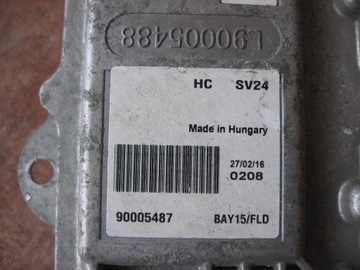 L90005488
HC SV24
Made in Hungary
27/02/16
0208
90005487 BAY15/FLD